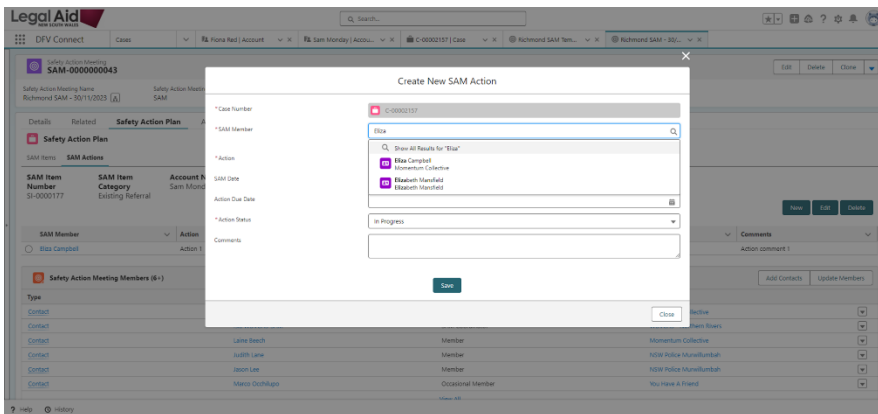 Legal Aid
NEW SOUTH WALES
Search...
DFV Connect
Cases
Fiona Red | Account
Sam Monday | Accou...
C-00002157 | Case
Richmond SAM Tem...
Richmond SAM - 30/...
Safety Action Meeting
SAM-0000000043
Edit
Delete
Clone
Safety Action Meeting Name
Richmond SAM - 30/11/2023
Safety Action Meetin
SAM
Details
Related
Safety Action Plan
A
Safety Action Plan
SAM Items
SAM Actions
SAM Item Number
SI-0000177
SAM Item Category
Existing Referral
Account N
Sam Mond
New
Edit
Delete
SAM Member
Action
Comments
Eliza Campbell
Action 1
Action comment 1
Safety Action Meeting Members (6+)
Add Contacts
Update Members
Type
Contact
Contact
Contact
Laine Beech
Member
Momentum Collective
Contact
Judith Lane
Member
NSW Police Murwillumbah
Contact
Jason Lee
Member
NSW Police Murwillumbah
Contact
Occasional Member
You Have A Friend
View All
Create New SAM Action
*Case Number
C-00002157
*SAM Member
Eliza
Show All Results for "Eliza"
Eliza Campbell
Momentum Collective
Elizabeth Mansfield
Elizabeth Mansfield
*Action
SAM Date
Action Due Date
*Action Status
In Progress
Comments
Save
Close
Help
History